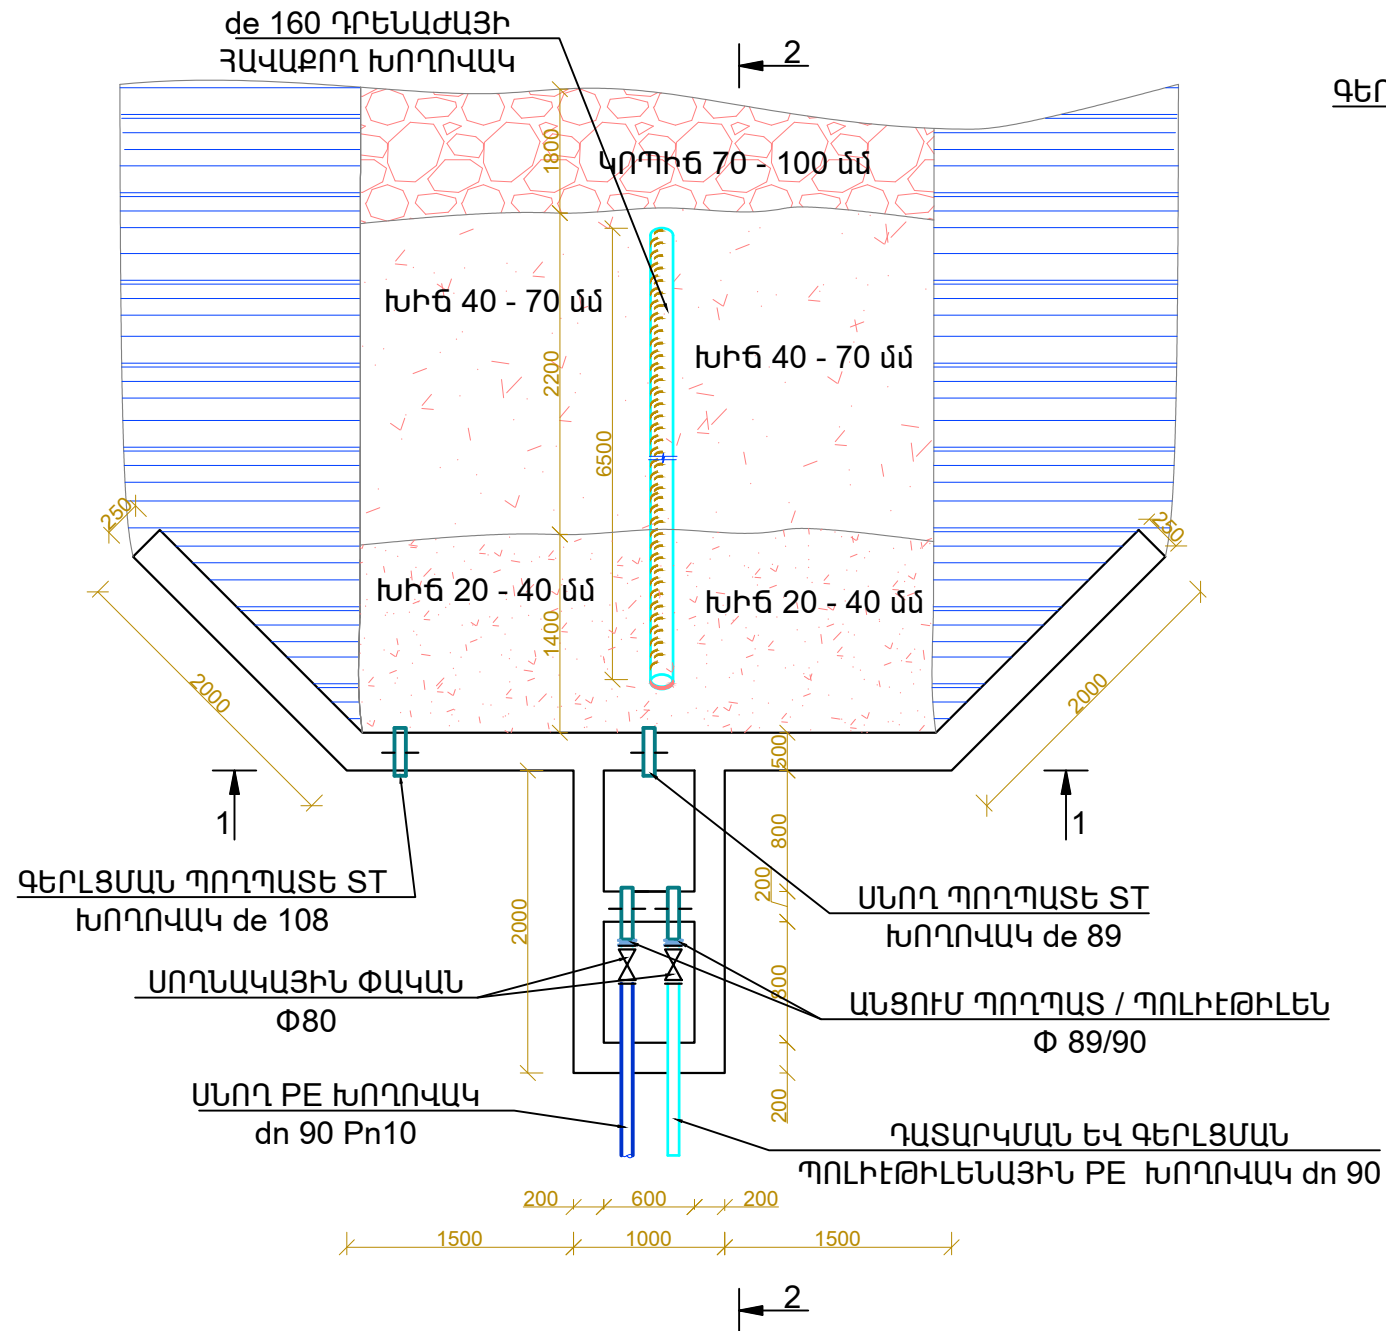 de 160 ԴՐԵՆԱԺԱՅԻ
ՀԱՎԱՔՈՂ ԽՈՂՈՎԱԿ
2
ԳԵՐ
1800
ԿՈՊԻՃ 70 - 100 մմ
ԽԻՃ 40 - 70 մմ
ԽԻՃ 40 - 70 մմ
2200
6500
250
250
ԽԻՃ 20 - 40 մմ
ԽԻՃ 20 - 40 մմ
1400
2000
2000
500
1
1
800
200
ԳԵՐԼՑՄԱՆ ՊՈՂՊԱՏԵ ST
ԽՈՂՈՎԱԿ de 108
ՍՆՈՂ ՊՈՂՊԱՏԵ ST
ԽՈՂՈՎԱԿ de 89
2000
ՍՈՂՆԱԿԱՅԻՆ ՓԱԿԱՆ
Փ80
800
ԱՆՑՈՒՄ ՊՈՂՊԱՏ / ՊՈԼԻԷԹԻԼԵՆ
Փ 89/90
ՍՆՈՂ PE ԽՈՂՈՎԱԿ
dn 90 Pn10
200
ԴԱՏԱՐԿՄԱՆ ԵՎ ԳԵՐԼՑՄԱՆ
ՊՈԼԻԷԹԻԼԵՆԱՅԻՆ PE ԽՈՂՈՎԱԿ dn 90
200 600 200
1500 1000 1500
2